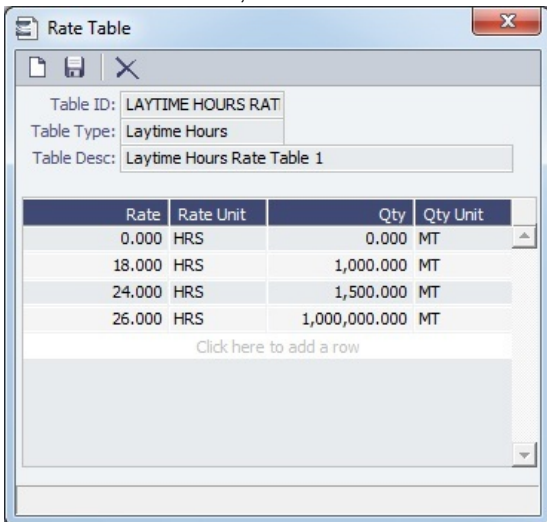 Rate Table
Table ID: LAYTIME HOURS RAT
Table Type: Laytime Hours
Table Desc: Laytime Hours Rate Table 1
Rate Rate Unit Qty Qty Unit
0.000 HRS 0.000 MT
18.000 HRS 1,000.000 MT
24.000 HRS 1,500.000 MT
26.000 HRS 1,000,000.000 MT
Click here to add a row